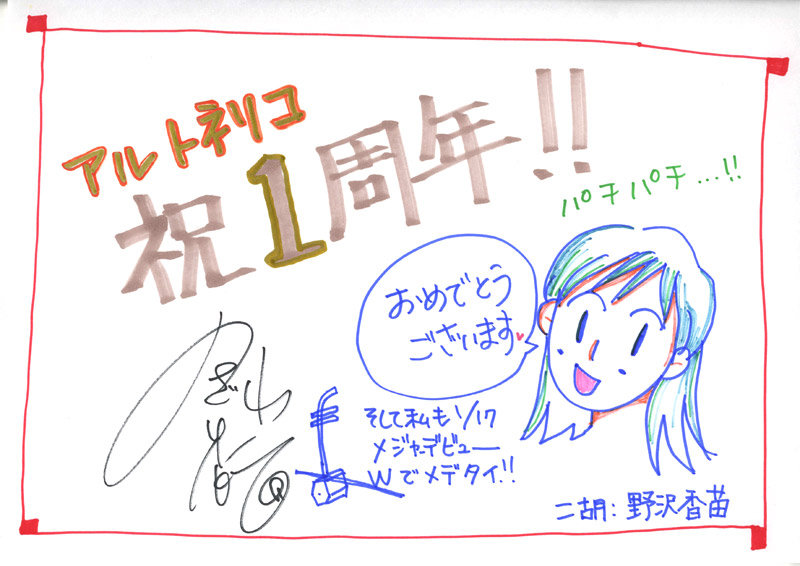 アルトネリコ
祝1周年!!
パチパチ…!!
おめでとう
ございます♥
そして私も1/17
メジャーデビュー
Wでメデタイ!!
二胡:野沢香苗